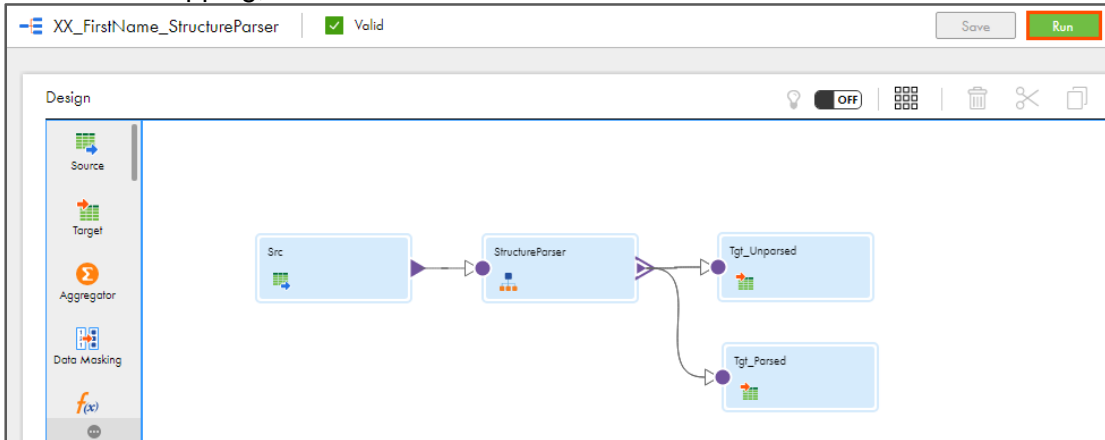 XX_FirstName_StructureParser
Valid
Save
Run
Design
OFF
Source
Target
Σ
Aggregator
Data Masking
f(x)
Src
StructureParser
Tgt_Unparsed
Tgt_Parsed